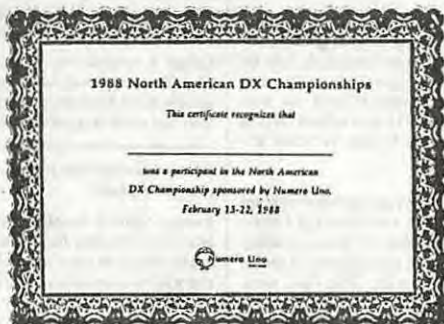 1988 North American DX Championships
This certificate recognizes that
was a participant in the North American
DX Championship sponsored by Numero Uno,
February 13-22, 1988
Numero Uno